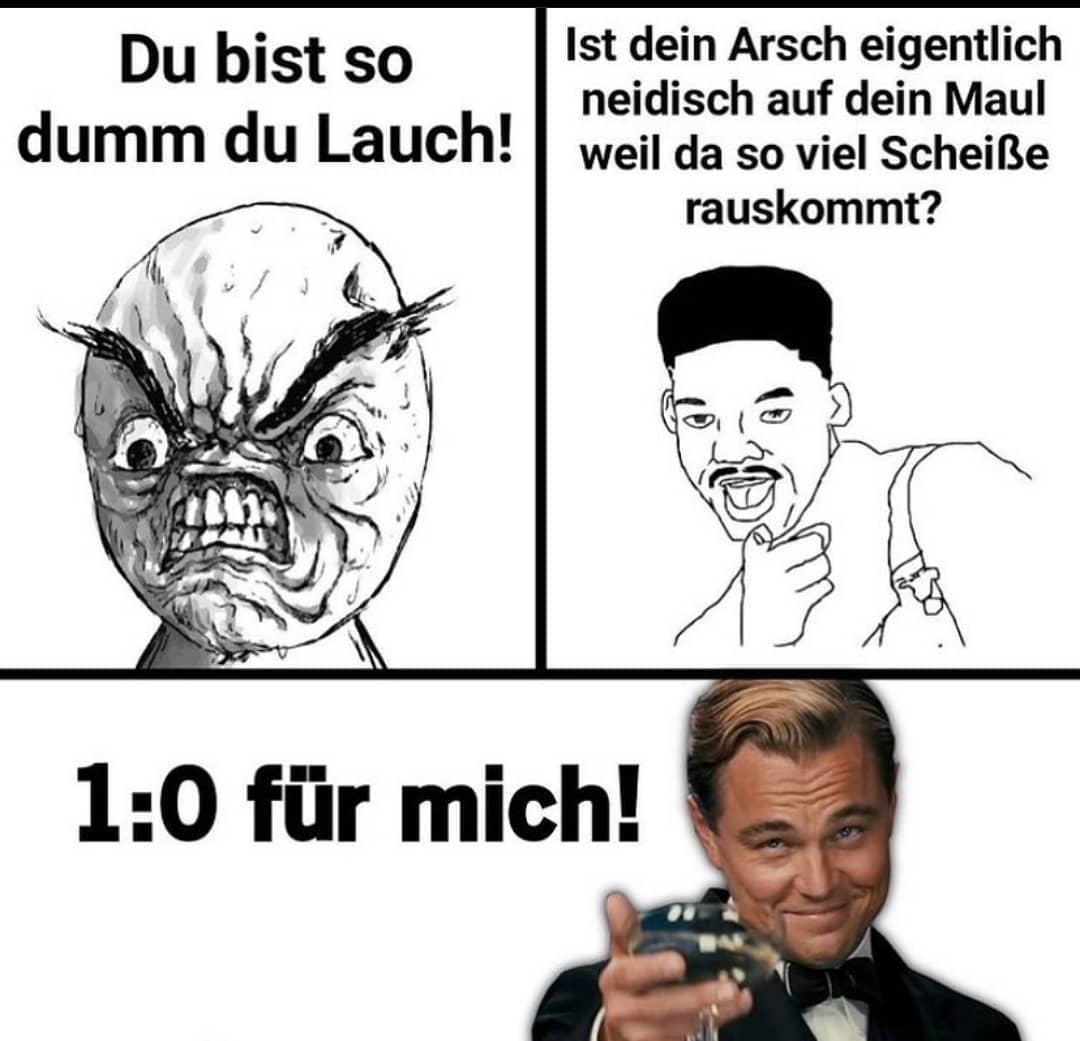 Du bist so
dumm du Lauch!
Ist dein Arsch eigentlich
neidisch auf dein Maul
weil da so viel Scheiße
rauskommt?
1:0 für mich!